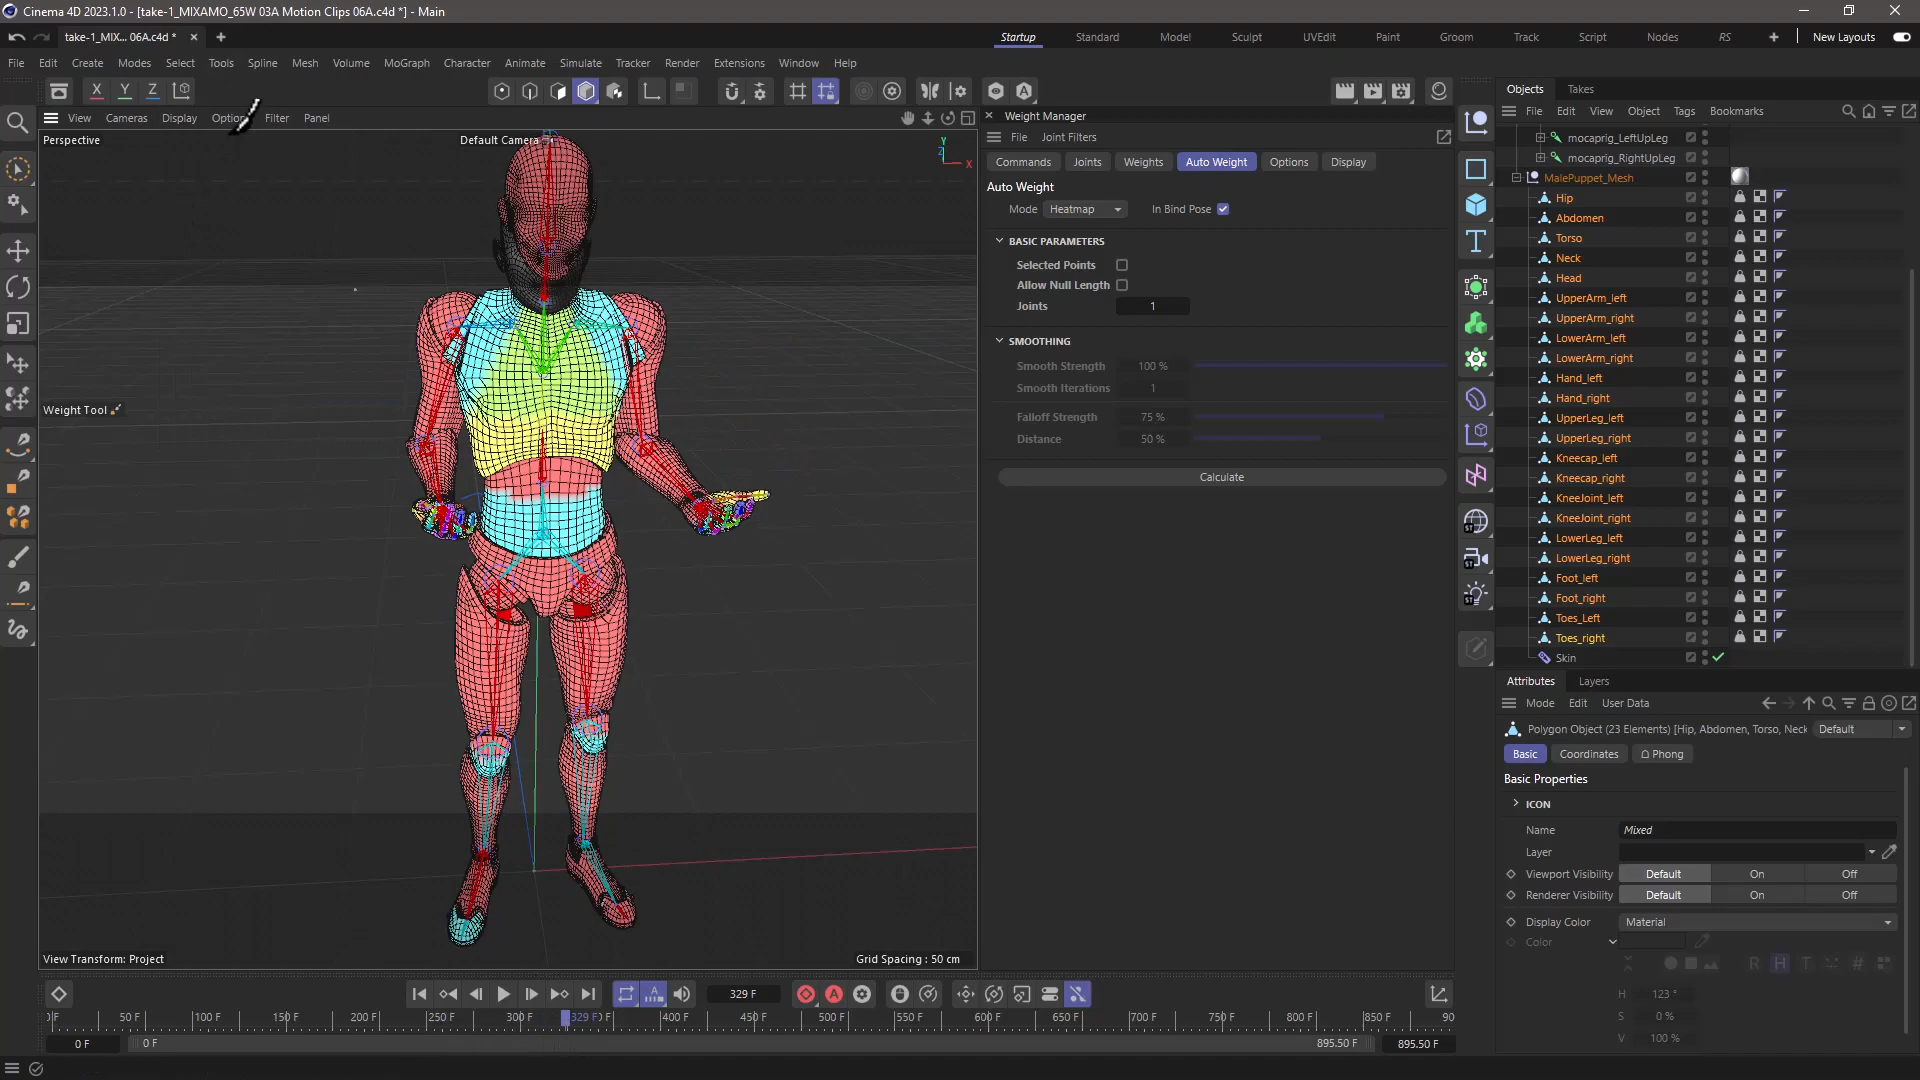 Cinema 4D 2023.1.0 - [take-1_MIXAMO_65W 03A Motion Clips 06A.c4d *] - Main
take-1_MIX... 06A.c4d *
Startup Standard Model Sculpt UVEdit Paint Groom Track Script Nodes RS New Layouts
File Edit Create Modes Select Tools Spline Mesh Volume MoGraph Character Animate Simulate Tracker Render Extensions Window Help
X Y Z
View Cameras Display Filter Panel
Perspective
Default Camera
Y
Z
X
Weight Tool
View Transform: Project
Grid Spacing : 50 cm
Weight Manager
File Joint Filters
Commands Joints Weights Auto Weight Options Display
Auto Weight
Mode Heatmap In Bind Pose
BASIC PARAMETERS
Selected Points
Allow Null Length
Joints 1
SMOOTHING
Smooth Strength 100 %
Smooth Iterations 1
Falloff Strength 75 %
Distance 50 %
Calculate
Objects Takes
File Edit View Object Tags Bookmarks
mocaprig_LeftUpLeg
mocaprig_RightUpLeg
MalePuppet_Mesh
Hip
Abdomen
Torso
Neck
Head
UpperArm_left
UpperArm_right
LowerArm_left
LowerArm_right
Hand_left
Hand_right
UpperLeg_left
UpperLeg_right
Kneecap_left
Kneecap_right
KneeJoint_left
KneeJoint_right
LowerLeg_left
LowerLeg_right
Foot_left
Foot_right
Toes_Left
Toes_right
Skin
Attributes Layers
Mode Edit User Data
Polygon Object (23 Elements) [Hip, Abdomen, Torso, Neck Default
Basic Coordinates Phong
Basic Properties
ICON
Name Mixed
Layer
Viewport Visibility Default On Off
Renderer Visibility Default On Off
Display Color Material
Color
R H T #
H 123 °
S 0 %
V 100 %
329 F
50 F 100 F 150 F 200 F 250 F 300 F 329 F 400 F 450 F 500 F 550 F 600 F 650 F 700 F 750 F 800 F 850 F 90
0 F 0 F 895.50 F 895.50 F